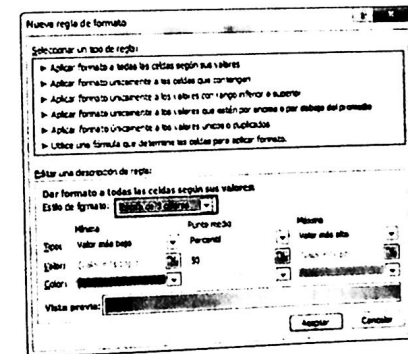 Nueva regla de formato
Seleccionar un tipo de regla:
► Aplicar formato a todas las celdas según sus valores
► Aplicar formato únicamente a las celdas que contengan
► Aplicar formato únicamente a los valores con rango inferior o superior
► Aplicar formato únicamente a los valores que estén por encima o por debajo del promedio
► Aplicar formato únicamente a los valores únicos o duplicados
► Utilice una fórmula que determine las celdas para aplicar formato.
Editar una descripción de regla:
Dar formato a todas las celdas según sus valores:
Estilo de formato:
Mínima Punto medio Máxima
Tipo: Valor más bajo Percentil Valor más alto
Valor: 50
Color:
Vista previa:
Aceptar Cancelar